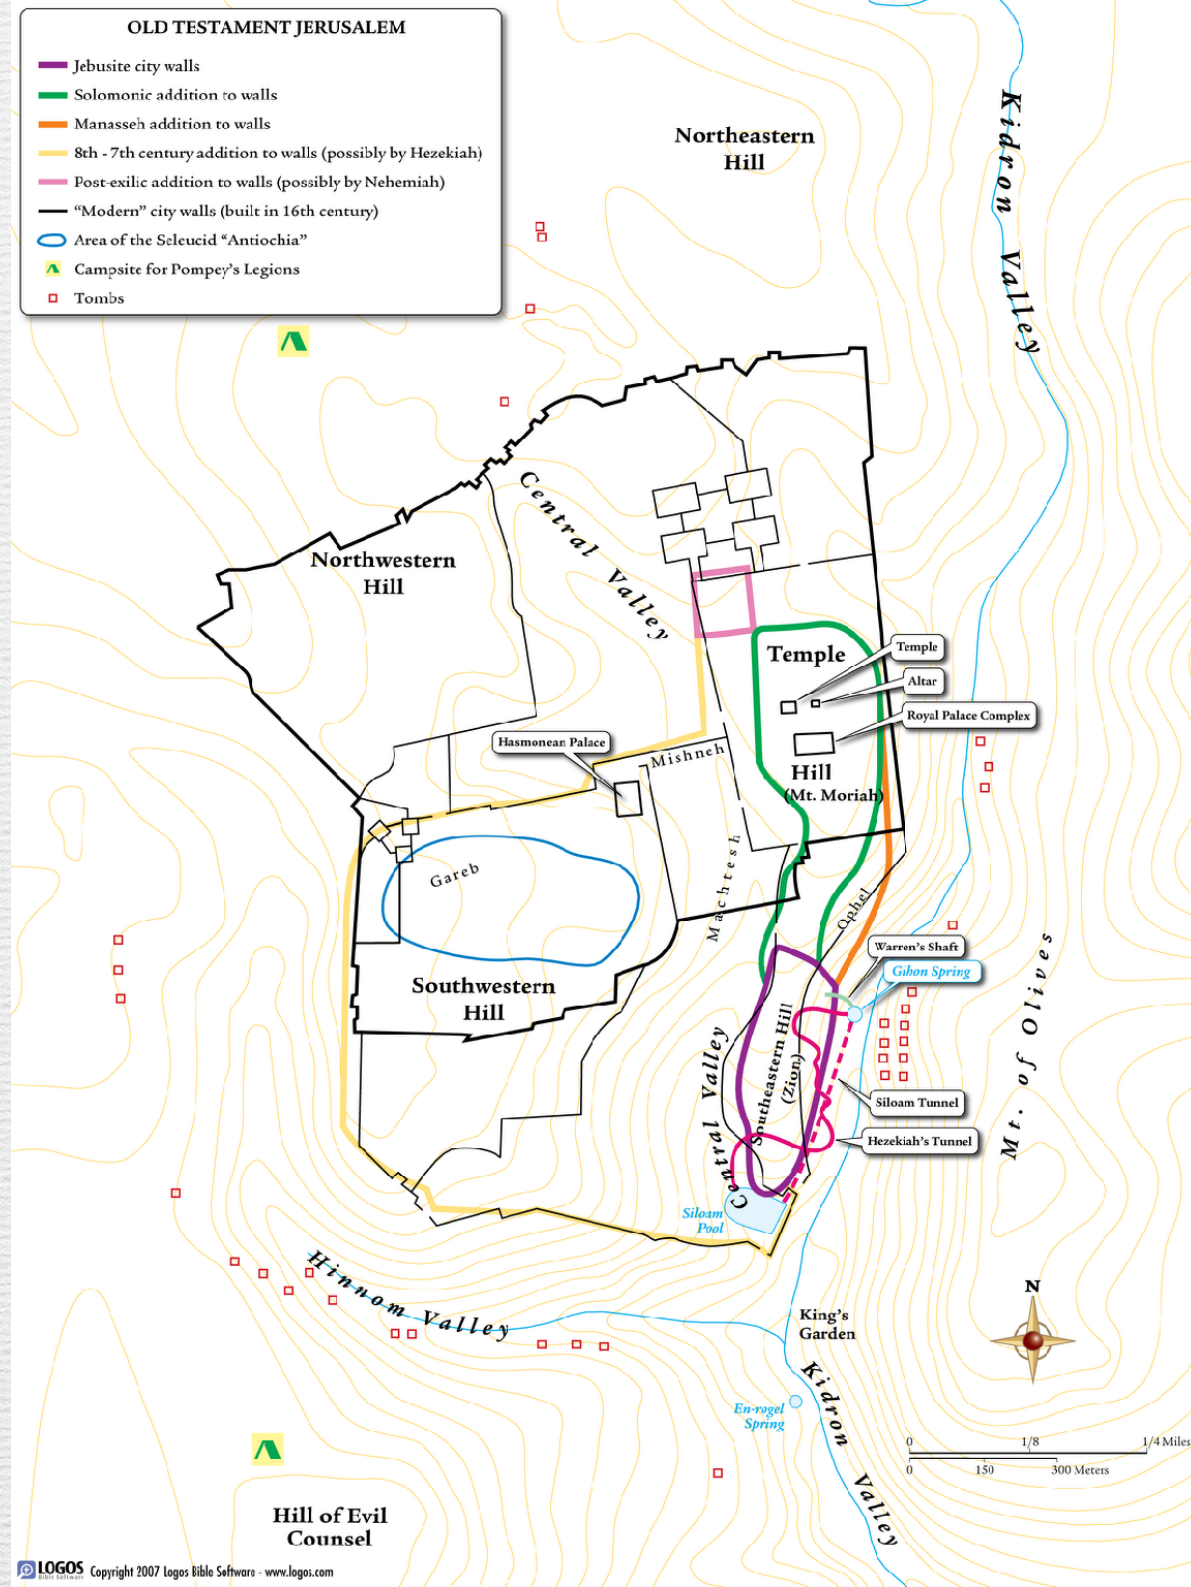 OLD TESTAMENT JERUSALEM
Jebusite city walls
Solomonic addition to walls
Manasseh addition to walls
8th - 7th century addition to walls (possibly by Hezekiah)
Post-exilic addition to walls (possibly by Nehemiah)
“Modern” city walls (built in 16th century)
Area of the Seleucid “Antiochia”
Campsite for Pompey’s Legions
Tombs
Northeastern
Hill
Kidron Valley
Central Valley
Northwestern
Hill
Temple
Temple
Altar
Royal Palace Complex
Hasmonean Palace
Mishneh
Hill
(Mt. Moriah)
Gareb
Machtesh
Ophel
Warren's Shaft
Gihon Spring
Southwestern
Hill
Mt. of Olives
Central Valley
Southeastern Hill
(Zion)
Siloam Tunnel
Hezekiah's Tunnel
Siloam
Pool
Hinnom Valley
King's
Garden
N
Kidron Valley
En-rogel
Spring
0 1/8 1/4 Miles
0 150 300 Meters
Hill of Evil
Counsel
LOGOS
Bible Software
Copyright 2007 Logos Bible Software - www.logos.com